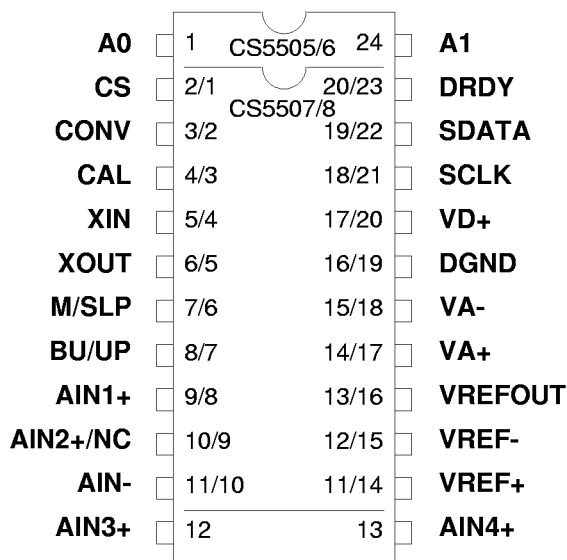 A0 1 CS5505/6 24 A1
CS 2/1 20/23 DRDY
CS5507/8
CONV 3/2 19/22 SDATA
CAL 4/3 18/21 SCLK
XIN 5/4 17/20 VD+
XOUT 6/5 16/19 DGND
M/SLP 7/6 15/18 VA-
BU/UP 8/7 14/17 VA+
AIN1+ 9/8 13/16 VREFOUT
AIN2+/NC 10/9 12/15 VREF-
AIN- 11/10 11/14 VREF+
AIN3+ 12 13 AIN4+